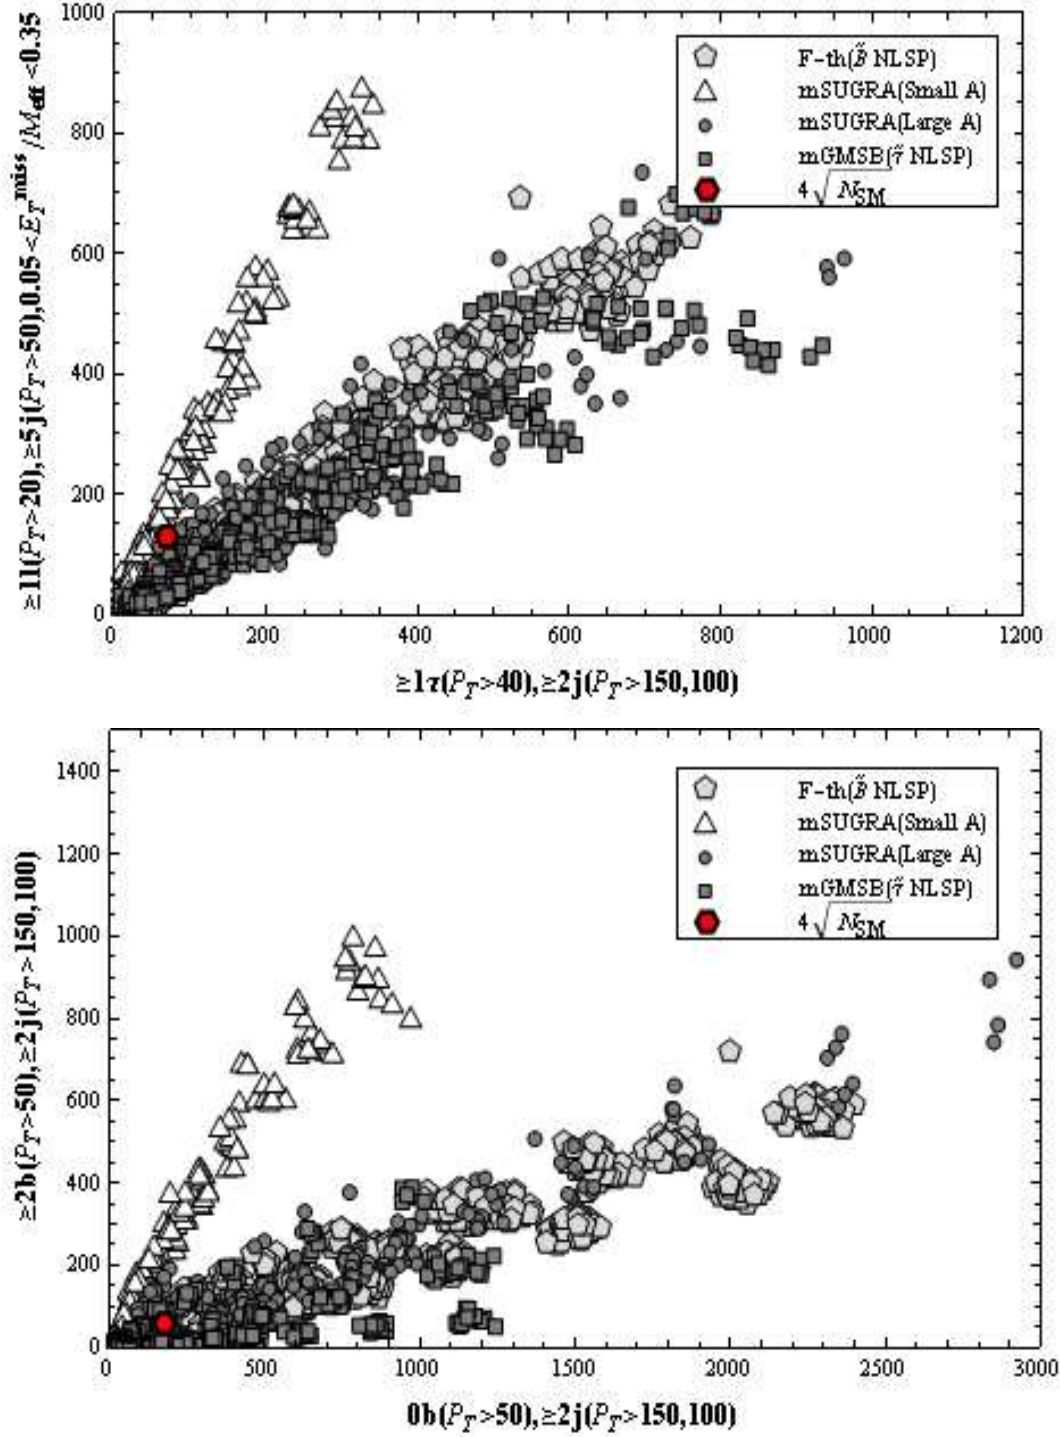 ≥1l(P_T>20),≥5j(P_T>50),0.05<E_T^miss/M_eff<0.35
1000
800
600
400
200
0
F-th(B̃ NLSP)
mSUGRA(Small A)
mSUGRA(Large A)
mGMSB(τ̃ NLSP)
4√N_SM
0 200 400 600 800 1000 1200
≥1τ(P_T>40),≥2j(P_T>150,100)
≥2b(P_T>50),≥2j(P_T>150,100)
1400
1200
1000
800
600
400
200
0
F-th(B̃ NLSP)
mSUGRA(Small A)
mSUGRA(Large A)
mGMSB(τ̃ NLSP)
4√N_SM
0 500 1000 1500 2000 2500 3000
0b(P_T>50),≥2j(P_T>150,100)